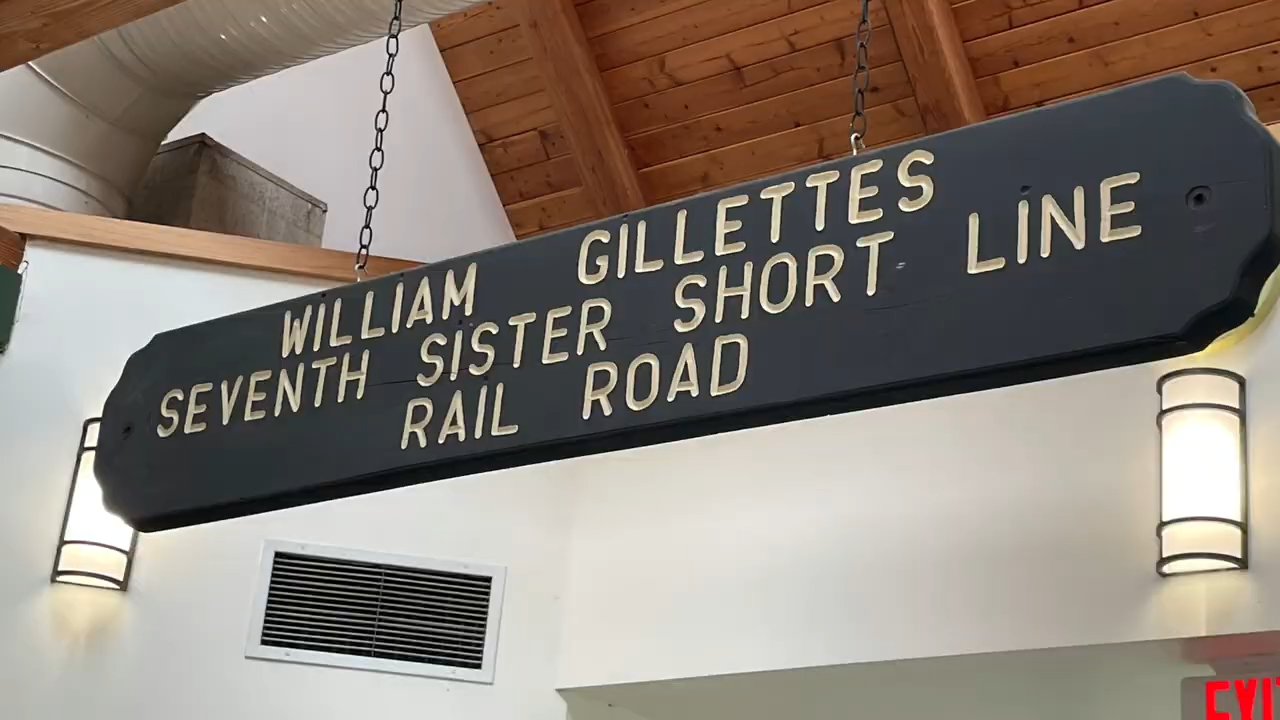 WILLIAM GILLETTES
SEVENTH SISTER SHORT LINE
RAIL ROAD
EXIT